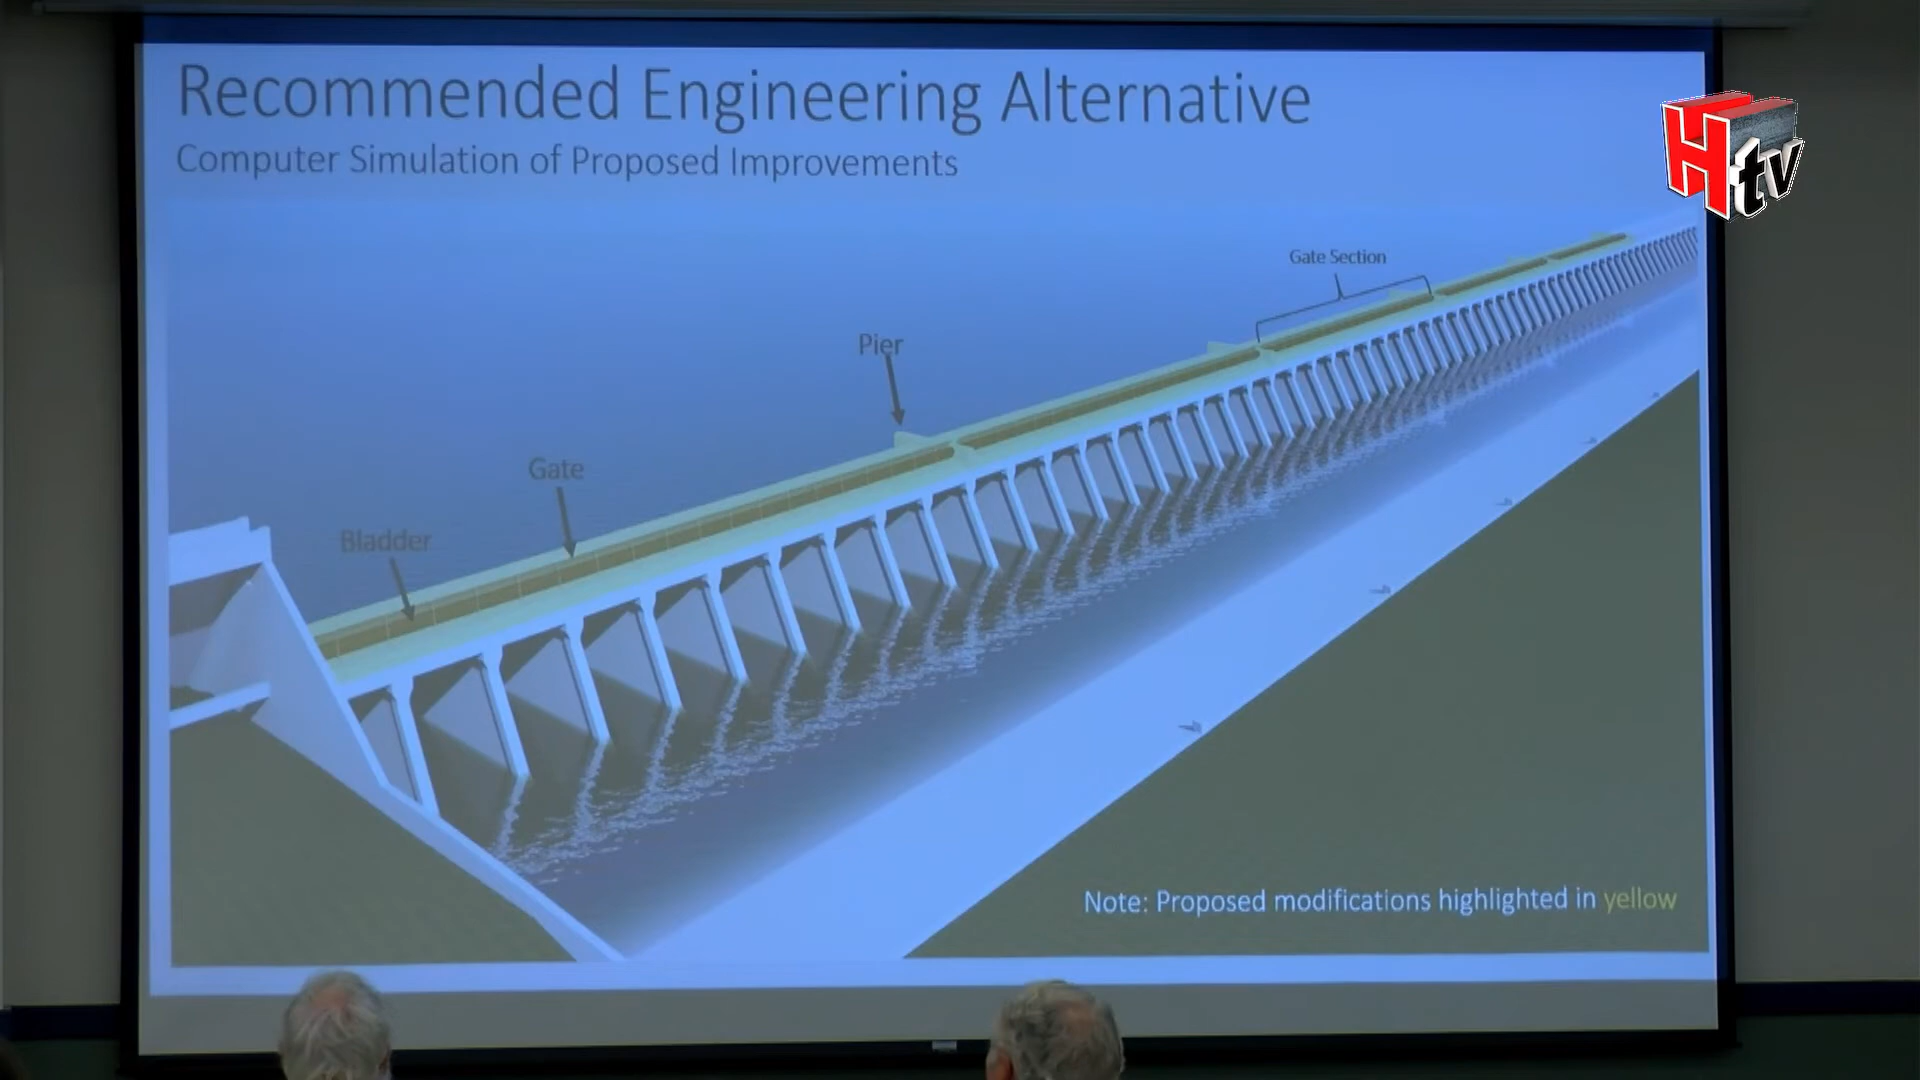 Recommended Engineering Alternative
Computer Simulation of Proposed Improvements
Htv
Gate Section
Pier
Gate
Bladder
Note: Proposed modifications highlighted in yellow